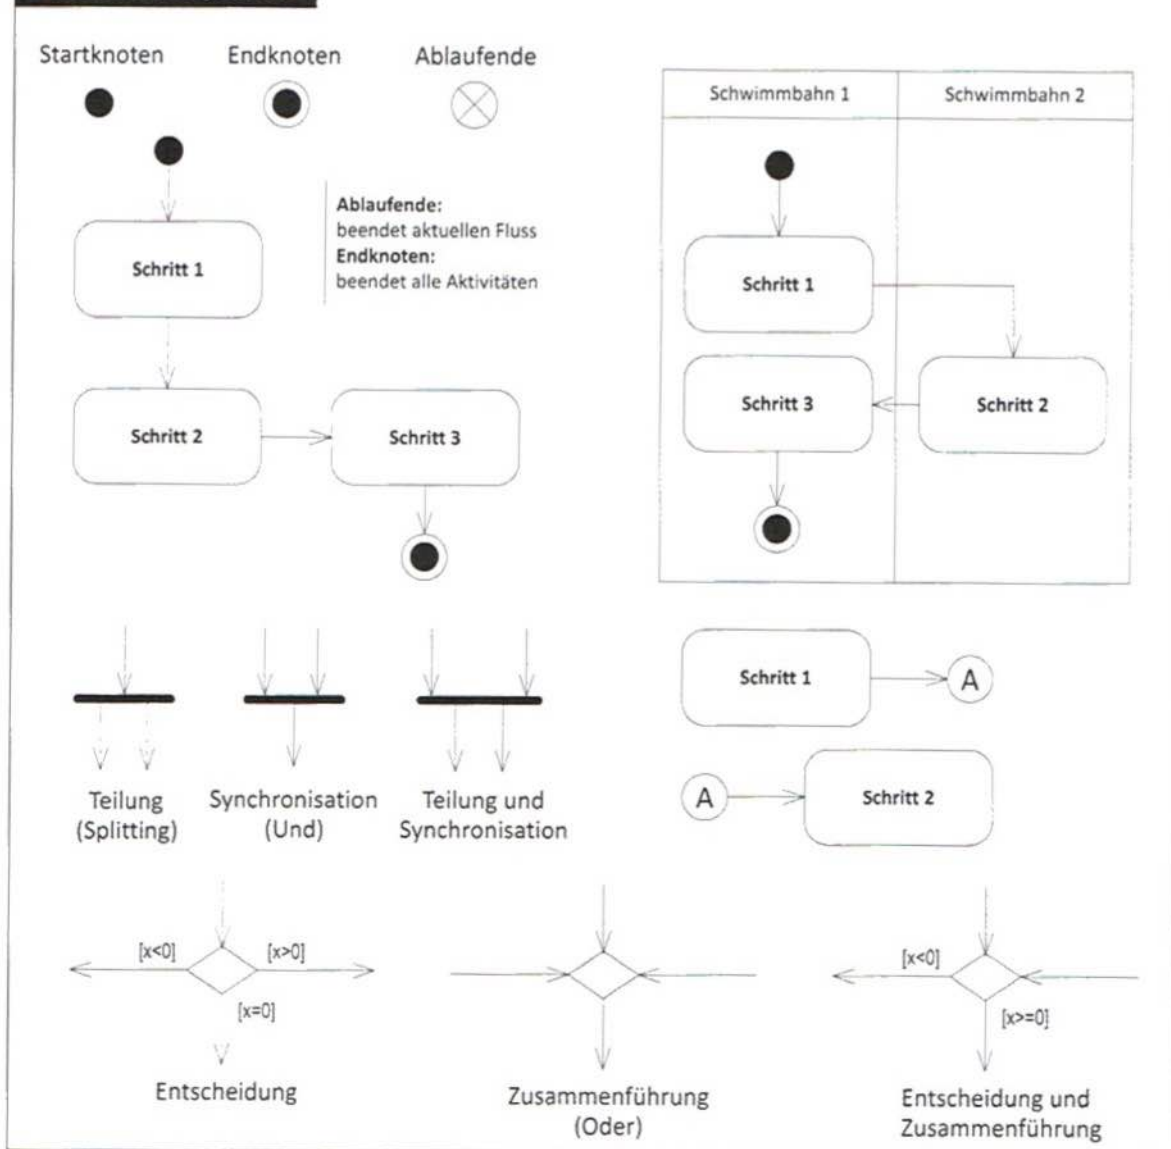 Startknoten
Endknoten
Ablaufende
Ablaufende:
beendet aktuellen Fluss
Endknoten:
beendet alle Aktivitäten
Schritt 1
Schritt 2
Schritt 3
Schwimmbahn 1
Schwimmbahn 2
Schritt 1
Schritt 3
Schritt 2
Teilung
(Splitting)
Synchronisation
(Und)
Teilung und
Synchronisation
Schritt 1
A
A
Schritt 2
[x<0]
[x>0]
[x=0]
Entscheidung
Zusammenführung
(Oder)
[x<0]
[x>=0]
Entscheidung und
Zusammenführung